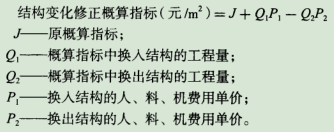 结构变化修正概算指标(元/m²)=J+Q₁P₁-Q₂P₂
J——原概算指标;
Q₁——概算指标中换入结构的工程量;
Q₂——概算指标中换出结构的工程量;
P₁——换入结构的人、料、机费用单价;
P₂——换出结构的人、料、机费用单价。